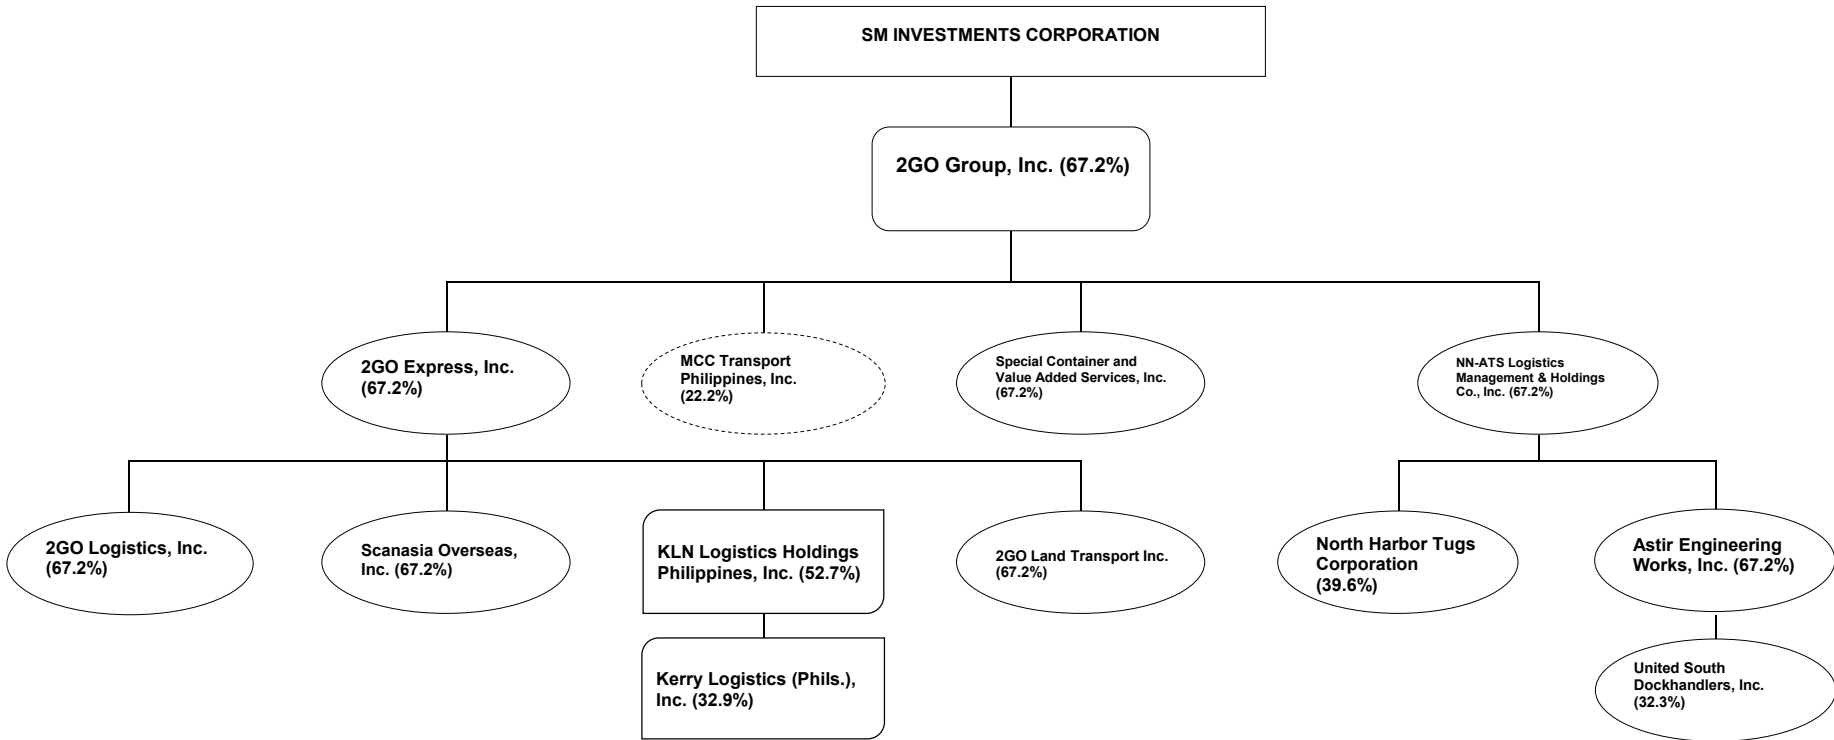 SM INVESTMENTS CORPORATION
2GO Group, Inc. (67.2%)
2GO Express, Inc.
(67.2%)
MCC Transport
Philippines, Inc.
(22.2%)
Special Container and
Value Added Services, Inc.
(67.2%)
NN-ATS Logistics
Management & Holdings
Co., Inc. (67.2%)
2GO Logistics, Inc.
(67.2%)
Scanasia Overseas,
Inc. (67.2%)
KLN Logistics Holdings
Philippines, Inc. (52.7%)
2GO Land Transport Inc.
(67.2%)
North Harbor Tugs
Corporation
(39.6%)
Astir Engineering
Works, Inc. (67.2%)
Kerry Logistics (Phils.),
Inc. (32.9%)
United South
Dockhandlers, Inc.
(32.3%)